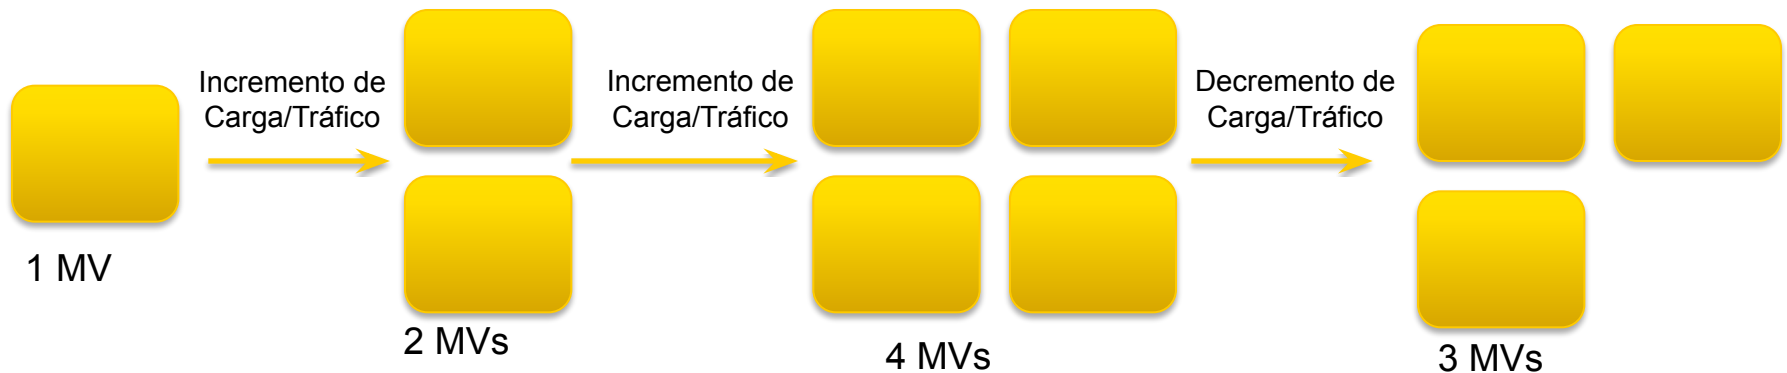 1 MV
Incremento de
Carga/Tráfico
2 MVs
Incremento de
Carga/Tráfico
4 MVs
Decremento de
Carga/Tráfico
3 MVs